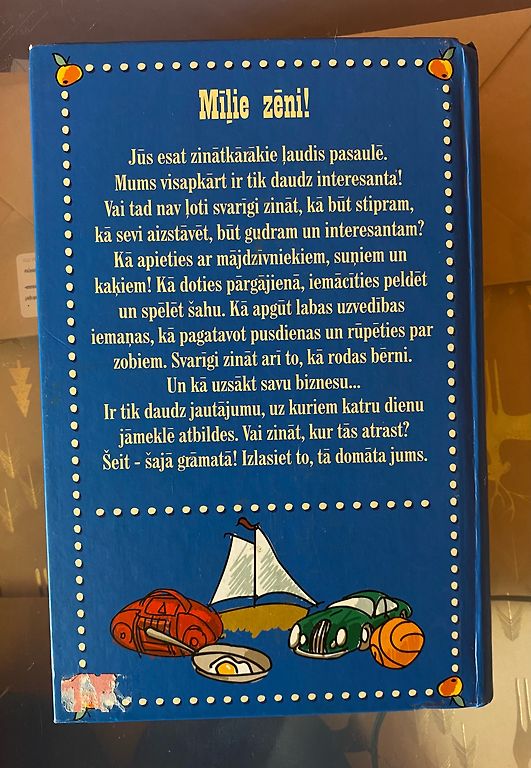 Mīļie zēni!
Jūs esat zinātkārākie ļaudis pasaulē.
Mums visapkārt ir tik daudz interesanta!
Vai tad nav ļoti svarīgi zināt, kā būt stipram,
kā sevi aizstāvēt, būt gudram un interesantam?
Kā apieties ar mājdzīvniekiem, suņiem un
kaķiem! Kā doties pārgājienā, iemācīties peldēt
un spēlēt šahu. Kā apgūt labas uzvedības
iemaņas, kā pagatavot pusdienas un rūpēties par
zobiem. Svarīgi zināt arī to, kā rodas bērni.
Un kā uzsākt savu biznesu...
Ir tik daudz jautājumu, uz kuriem katru dienu
jāmeklē atbildes. Vai zināt, kur tās atrast?
Šeit - šajā grāmatā! Izlasiet to, tā domāta jums.